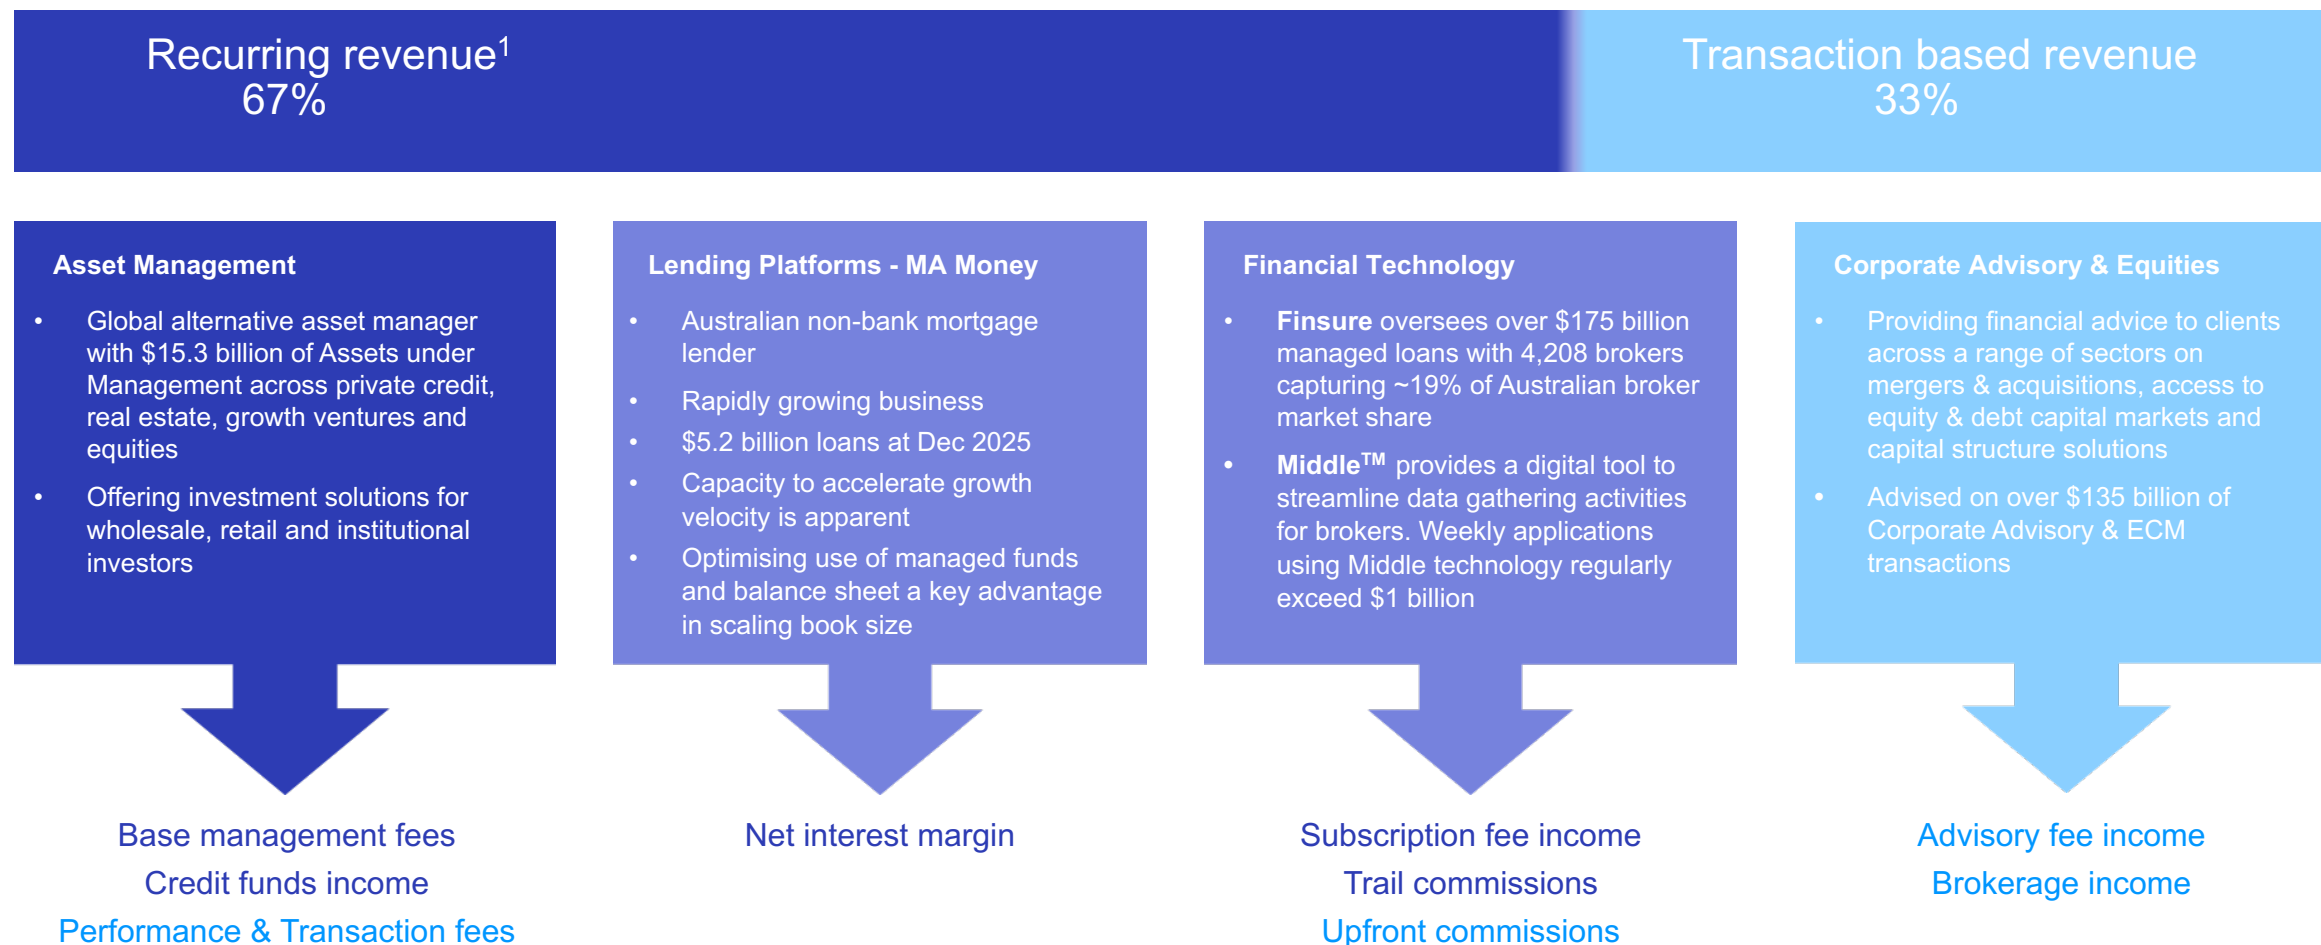 Recurring revenue1
67%
Transaction based revenue
33%
Asset Management
• Global alternative asset manager
with $15.3 billion of Assets under
Management across private credit,
real estate, growth ventures and
equities
• Offering investment solutions for
wholesale, retail and institutional
investors
Base management fees
Credit funds income
Performance & Transaction fees
Lending Platforms - MA Money
• Australian non-bank mortgage
lender
• Rapidly growing business
• $5.2 billion loans at Dec 2025
• Capacity to accelerate growth
velocity is apparent
• Optimising use of managed funds
and balance sheet a key advantage
in scaling book size
Net interest margin
Financial Technology
• Finsure oversees over $175 billion
managed loans with 4,208 brokers
capturing ~19% of Australian broker
market share
• Middle™ provides a digital tool to
streamline data gathering activities
for brokers. Weekly applications
using Middle technology regularly
exceed $1 billion
Subscription fee income
Trail commissions
Upfront commissions
Corporate Advisory & Equities
• Providing financial advice to clients
across a range of sectors on
mergers & acquisitions, access to
equity & debt capital markets and
capital structure solutions
• Advised on over $135 billion of
Corporate Advisory & ECM
transactions
Advisory fee income
Brokerage income